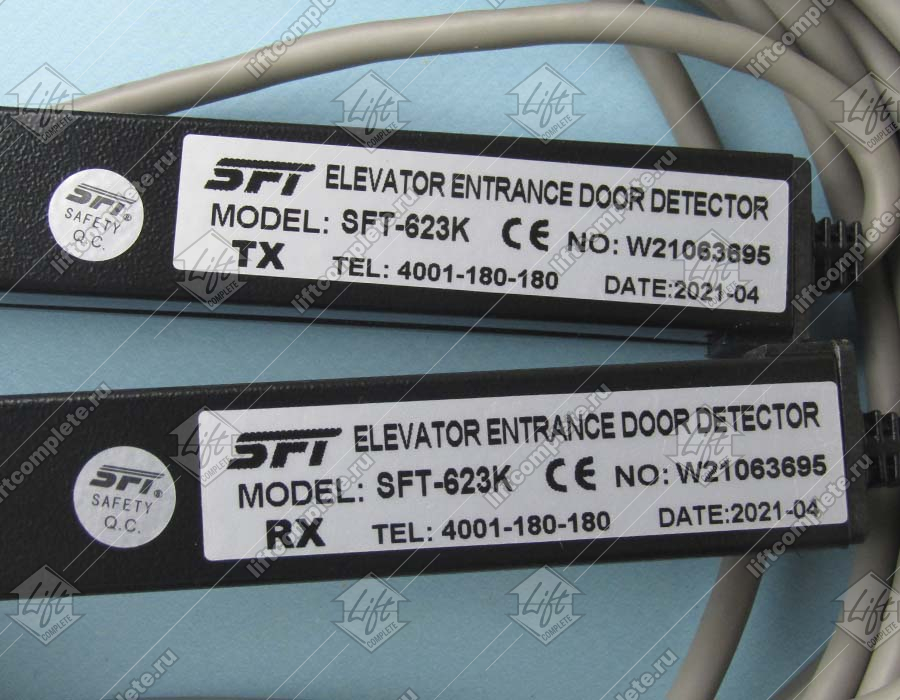 SFT ELEVATOR ENTRANCE DOOR DETECTOR
MODEL: SFT-623K CE NO: W21063695
TX TEL: 4001-180-180 DATE:2021-04
SFT®
SAFETY
Q.C.
SFT ELEVATOR ENTRANCE DOOR DETECTOR
MODEL: SFT-623K CE NO: W21063695
RX TEL: 4001-180-180 DATE:2021-04
SFT®
SAFETY
Q.C.
Lift
COMPLETE
liftcomplete.ru